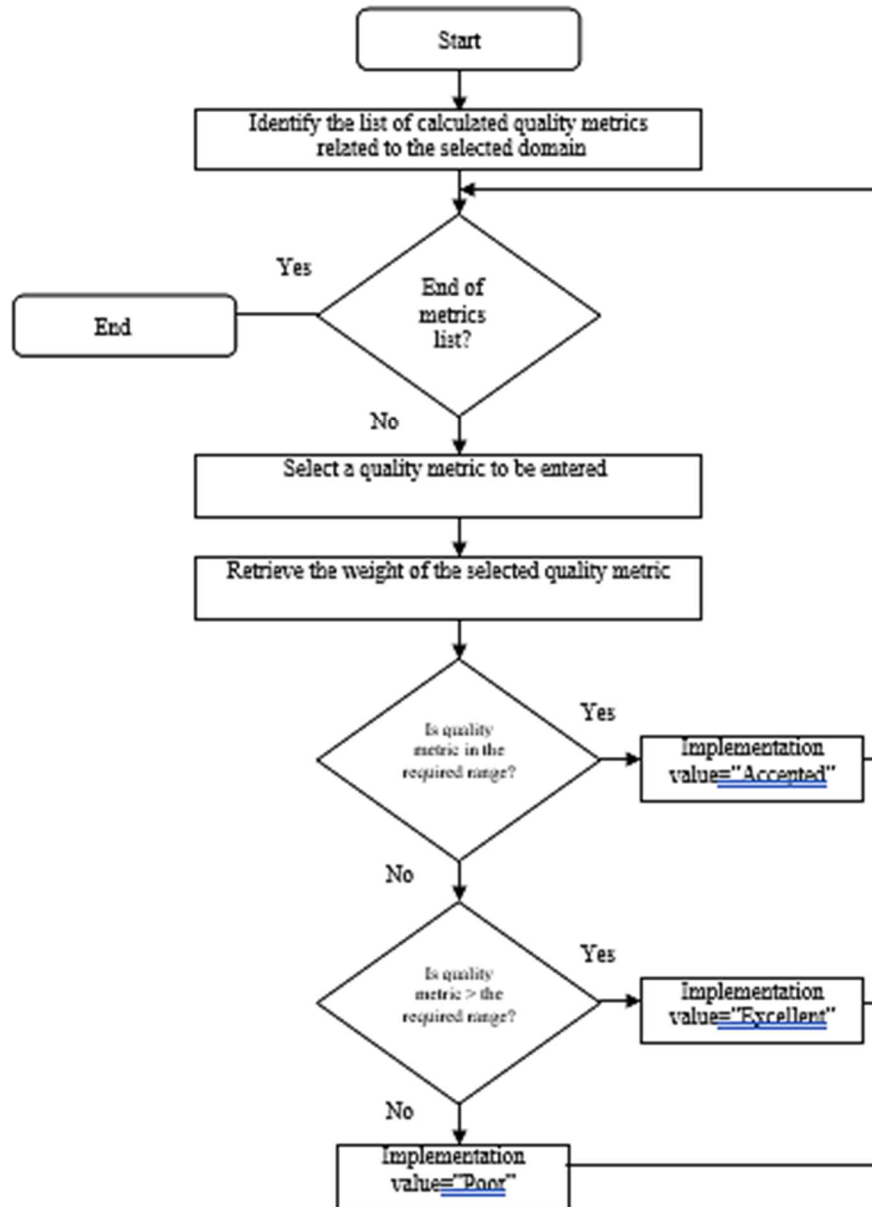 Start
Identify the list of calculated quality metrics
related to the selected domain
Yes
End of
metrics
list?
End
No
Select a quality metric to be entered
Retrieve the weight of the selected quality metric
Is quality
metric in the
required range?
Yes
Implementation
value="Accepted"
No
Is quality
metric > the
required range?
Yes
Implementation
value="Excellent"
No
Implementation
value="Poor"